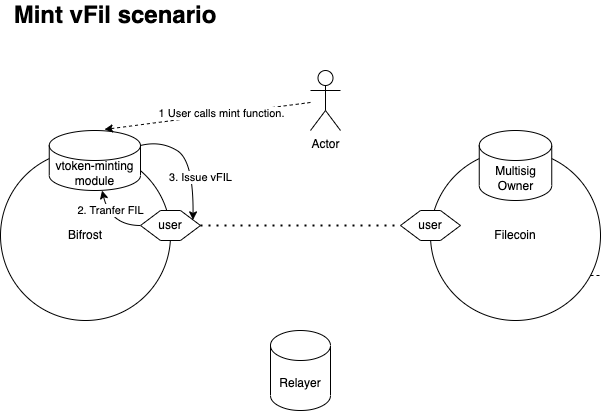 Mint vFil scenario
1 User calls mint function.
Actor
vtoken-minting
module
3. Issue vFIL
2. Tranfer FIL
user
Bifrost
Multisig
Owner
user
Filecoin
Relayer